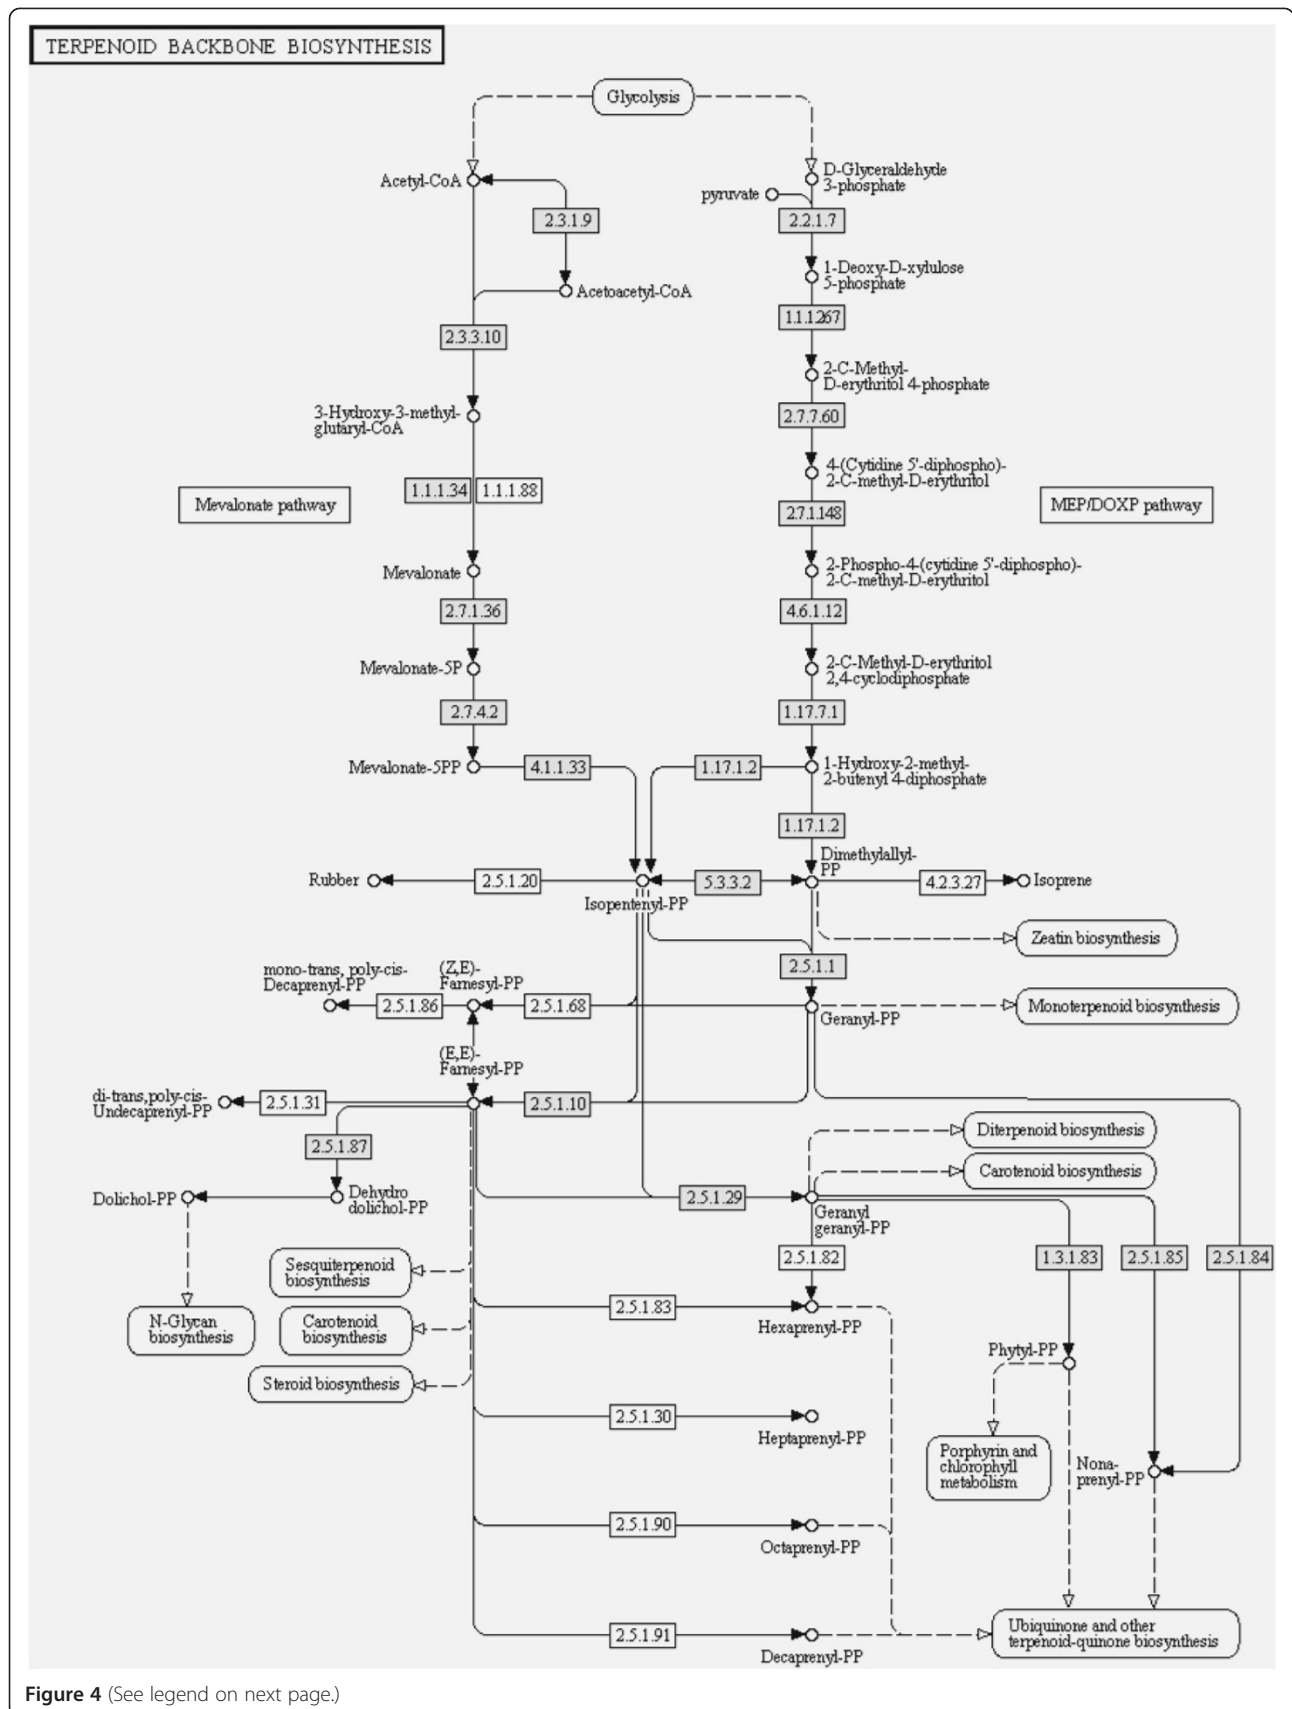 TERPENOID BACKBONE BIOSYNTHESIS
Glycolysis
Acetyl-CoA
D-Glyceraldehyde
3-phosphate
pyruvate
2.3.1.9
2.2.1.7
1-Deoxy-D-xylulose
5-phosphate
Acetoacetyl-CoA
1.1.1.267
2.3.3.10
2-C-Methyl-
D-erythritol 4-phosphate
3-Hydroxy-3-methyl-
glutaryl-CoA
2.7.7.60
4-(Cytidine 5'-diphospho)-
2-C-methyl-D-erythritol
1.1.1.34
1.1.1.88
Mevalonate pathway
MEP/DOXP pathway
2.7.1.148
Mevalonate
2-Phospho-4-(cytidine 5'-diphospho)-
2-C-methyl-D-erythritol
2.7.1.36
4.6.1.12
Mevalonate-5P
2-C-Methyl-D-erythritol
2,4-cyclodiphosphate
2.7.4.2
1.17.7.1
Mevalonate-5PP
4.1.1.33
1.17.1.2
1-Hydroxy-2-methyl-
2-butenyl 4-diphosphate
1.17.1.2
Dimethylallyl-
PP
Rubber
2.5.1.20
5.3.3.2
4.2.3.27
Isoprene
Isopentenyl-PP
Zeatin biosynthesis
2.5.1.1
mono-trans, poly-cis-
Decaprenyl-PP
(Z,E)-
Farnesyl-PP
2.5.1.86
2.5.1.68
Geranyl-PP
Monoterpenoid biosynthesis
(E,E)-
Farnesyl-PP
di-trans,poly-cis-
Undecaprenyl-PP
2.5.1.31
2.5.1.10
2.5.1.87
Diterpenoid biosynthesis
Carotenoid biosynthesis
Dolichol-PP
Dehydro
dolichol-PP
2.5.1.29
Geranyl
geranyl-PP
Sesquiterpenoid
biosynthesis
2.5.1.82
1.3.1.83
2.5.1.85
2.5.1.84
N-Glycan
biosynthesis
Carotenoid
biosynthesis
2.5.1.83
Hexaprenyl-PP
Phytyl-PP
Steroid biosynthesis
2.5.1.30
Heptaprenyl-PP
Porphyrin and
chlorophyll
metabolism
Nona-
prenyl-PP
2.5.1.90
Octaprenyl-PP
2.5.1.91
Decaprenyl-PP
Ubiquinone and other
terpenoid-quinone biosynthesis
Figure 4 (See legend on next page.)